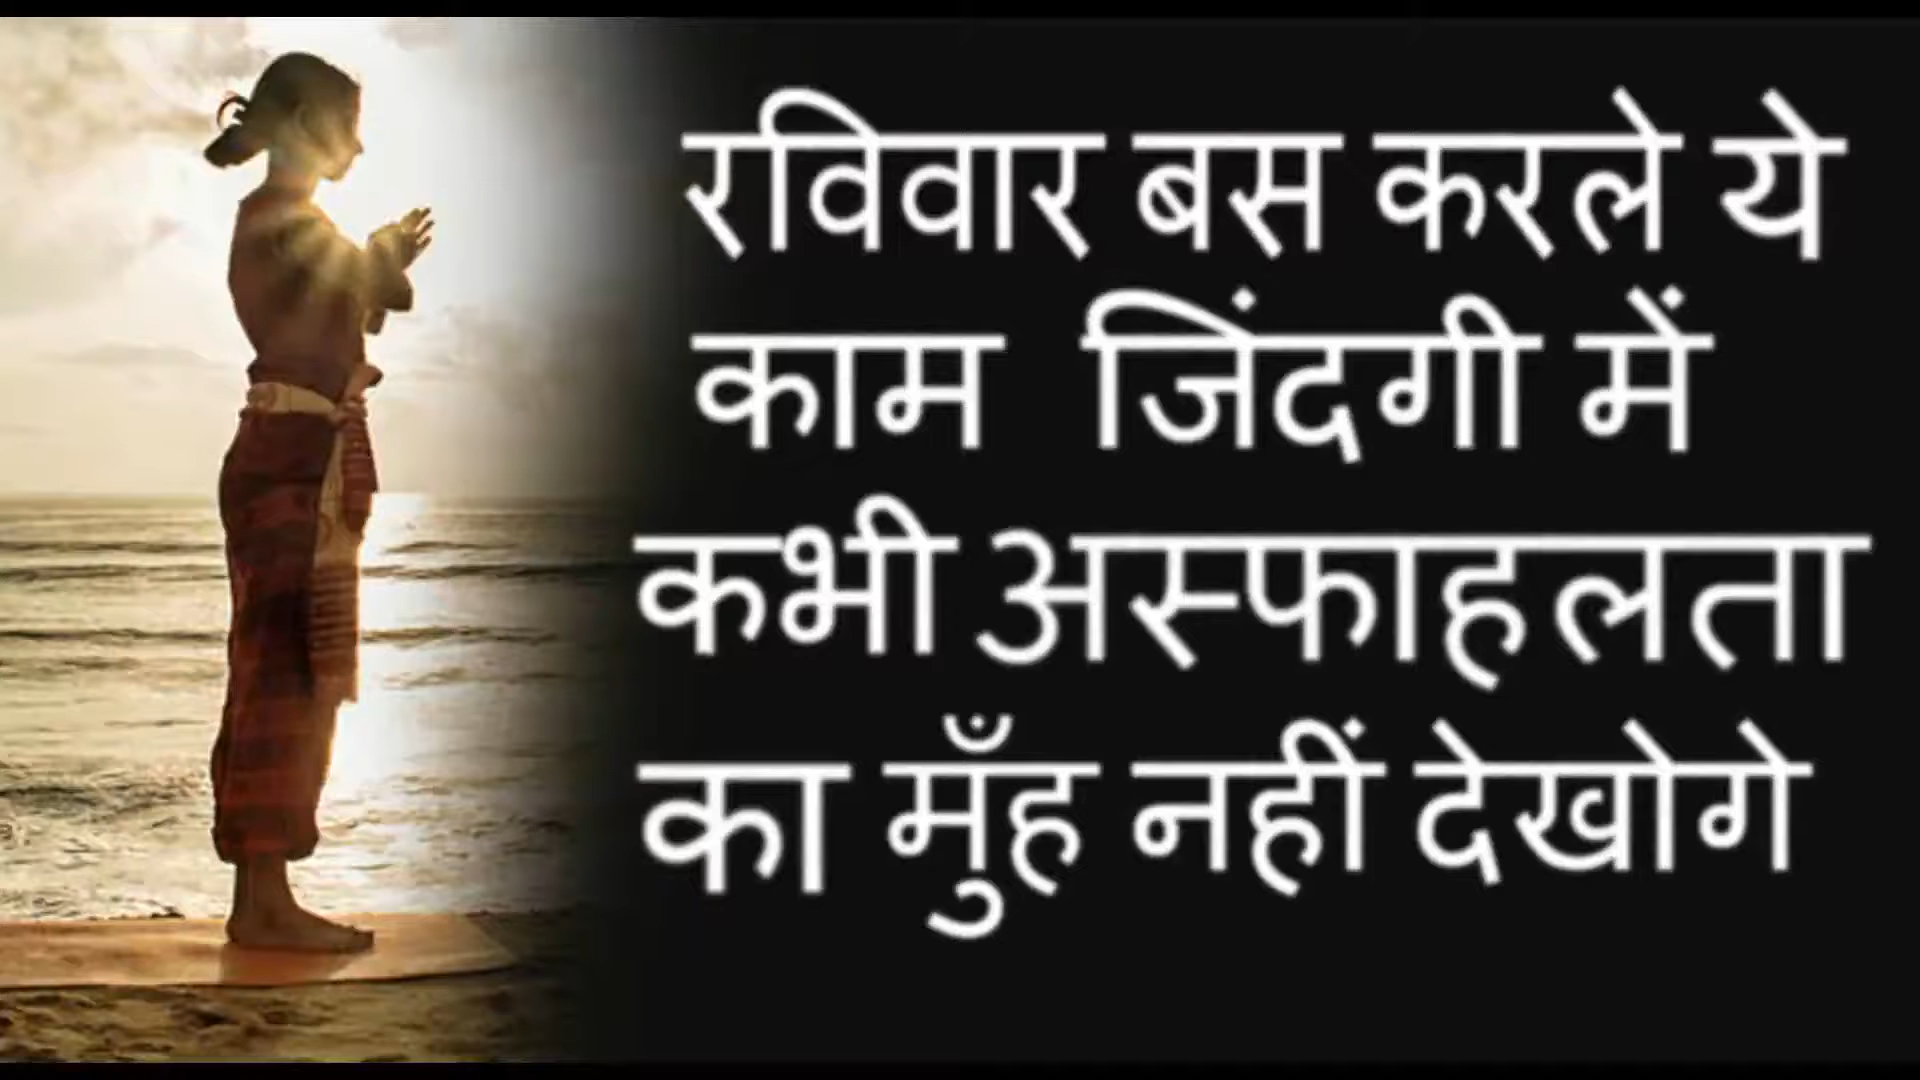 रविवार बस करले ये
काम जिंदगी में
कभी अस्फाहलता
का मुँह नहीं देखोगे